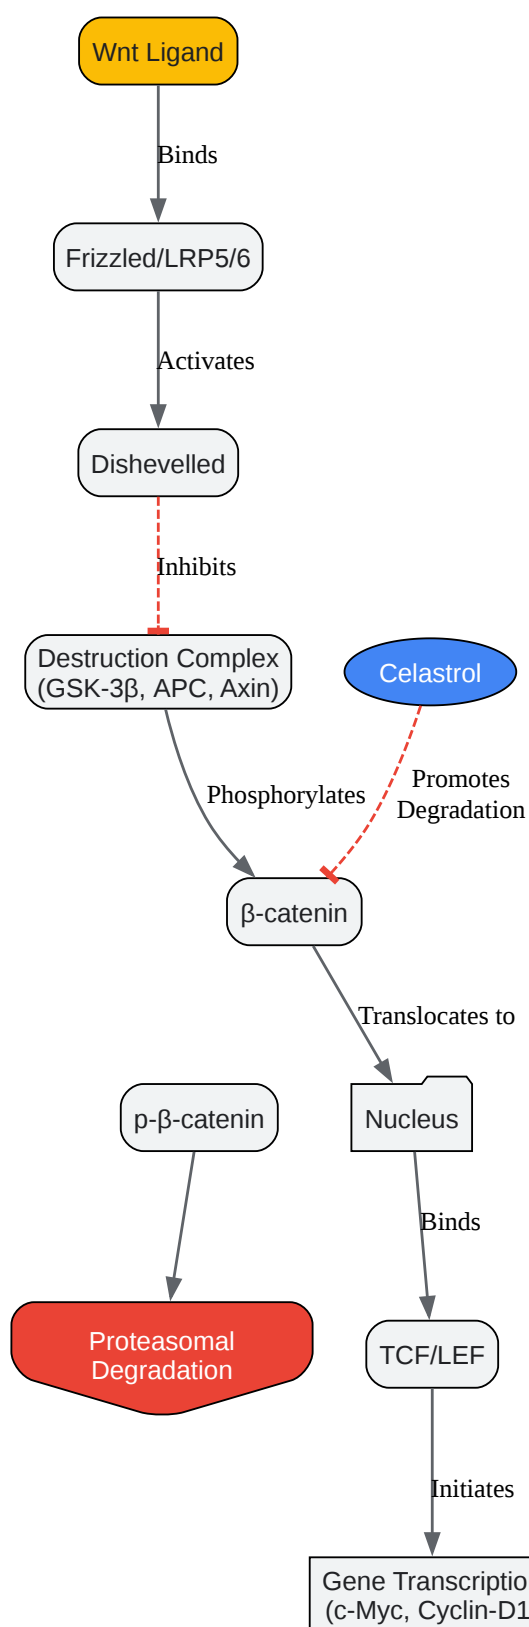 Wnt Ligand
Binds
Frizzled/LRP5/6
Activates
Dishevelled
Inhibits
Destruction Complex
(GSK-3β, APC, Axin)
Celastrol
Phosphorylates
Promotes
Degradation
β-catenin
Translocates to
p-β-catenin
Nucleus
Binds
Proteasomal
Degradation
TCF/LEF
Initiates
Gene Transcriptio
(c-Myc, Cyclin-D1